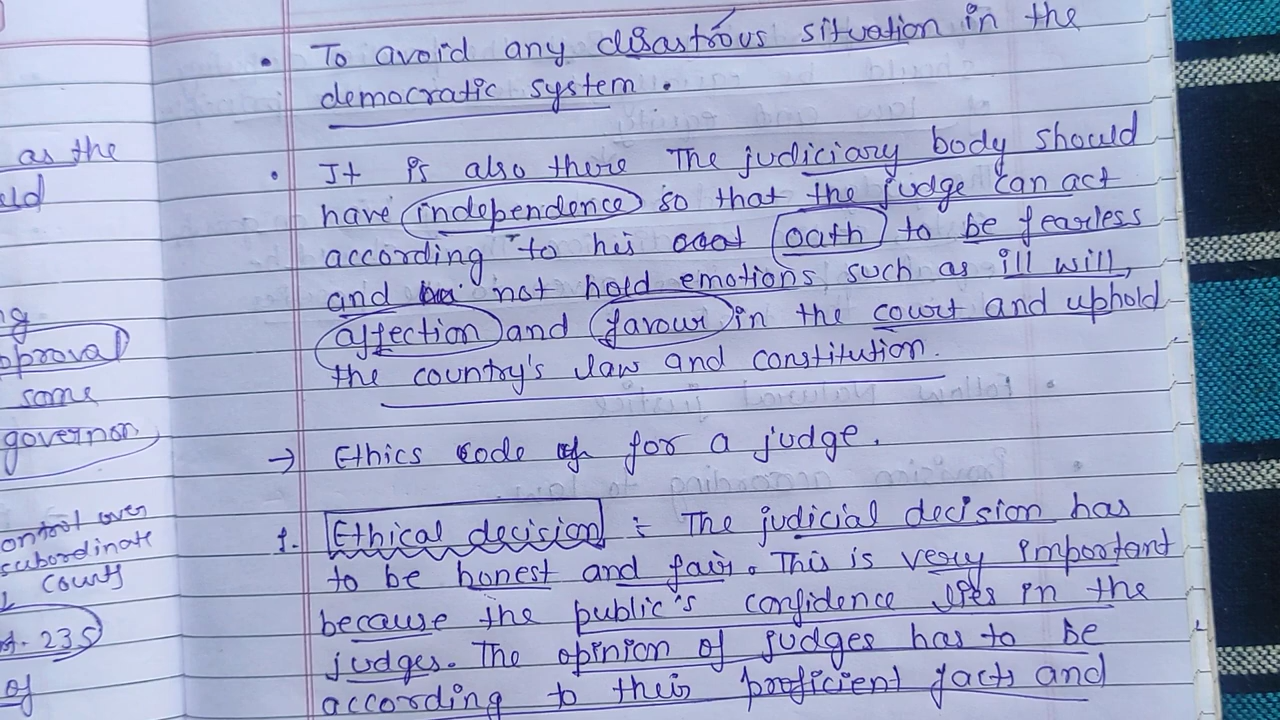 as the
eld
ng
pproval
some
governor
ontrol over
subordinate
courts
235
of
• To avoid any disastrous situation in the
democratic system.
• It is also there The judiciary body should
have independence so that the judge can act
according to his oath to be fearless
and not hold emotions such as ill will,
affection and favour in the court and uphold
the country's law and constitution.
→ Ethics code for a judge.
1. Ethical decision :- The judicial decision has
to be honest and fair. This is very important
because the public's confidence lies in the
judges. The opinion of judges has to be
according to their proficient facts and